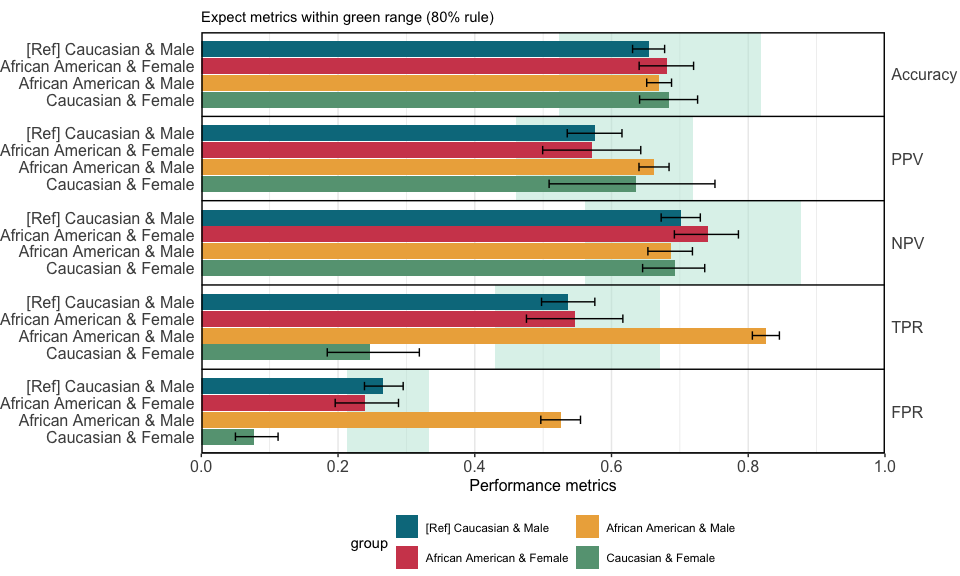 Expect metrics within green range (80% rule)
[Ref] Caucasian & Male
African American & Female
African American & Male
Caucasian & Female
Accuracy
[Ref] Caucasian & Male
African American & Female
African American & Male
Caucasian & Female
PPV
[Ref] Caucasian & Male
African American & Female
African American & Male
Caucasian & Female
NPV
[Ref] Caucasian & Male
African American & Female
African American & Male
Caucasian & Female
TPR
[Ref] Caucasian & Male
African American & Female
African American & Male
Caucasian & Female
FPR
0.0 0.2 0.4 0.6 0.8 1.0
Performance metrics
group
[Ref] Caucasian & Male African American & Male
African American & Female Caucasian & Female